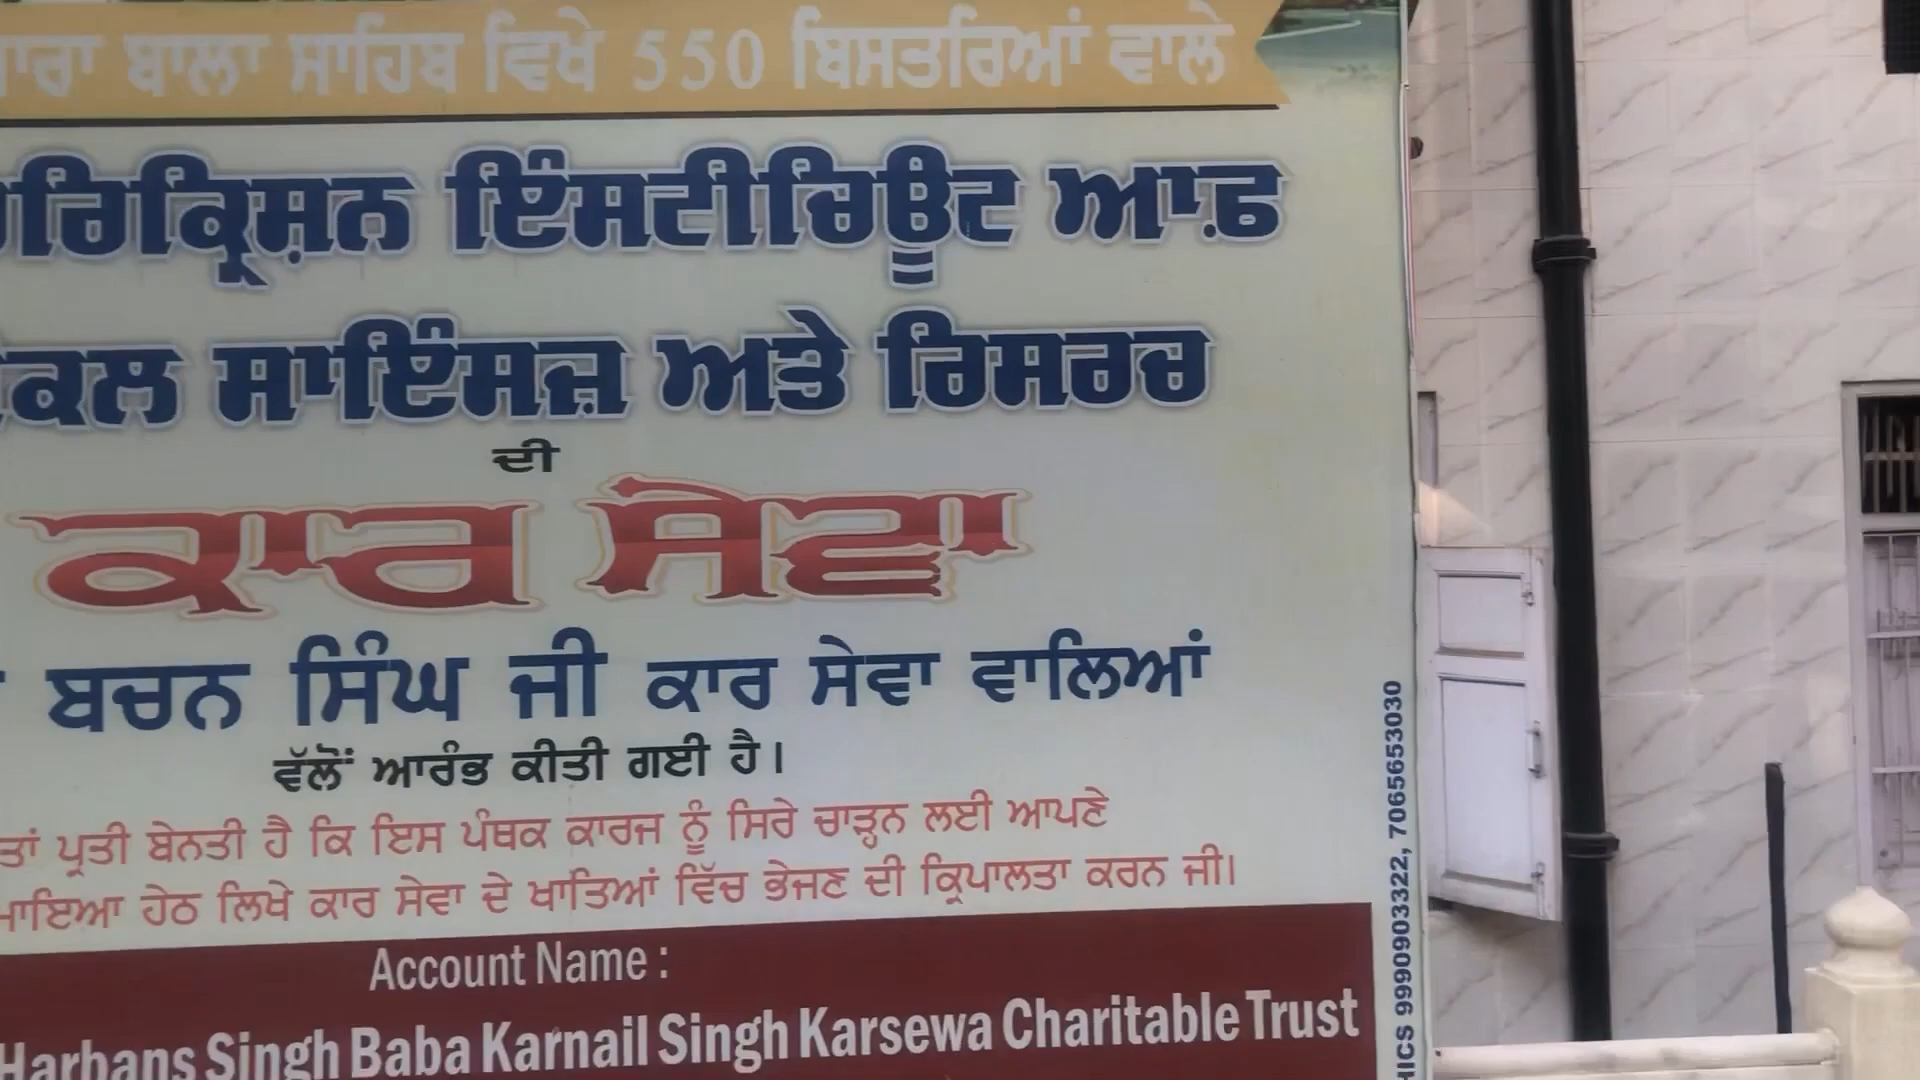 ਬਾਲਾ ਸਾਹਿਬ ਵਿਖੇ 550 ਬਿਸਤਰਿਆਂ ਵਾਲੇ
ਇੰਸਟੀਚਿਊਟ ਆਫ਼
ਸਾਇੰਸਜ਼ ਅਤੇ ਰਿਸਰਚ
ਦੀ
ਕਾਰ ਸੇਵਾ
ਬਚਨ ਸਿੰਘ ਜੀ ਕਾਰ ਸੇਵਾ ਵਾਲਿਆਂ
ਵੱਲੋਂ ਆਰੰਭ ਕੀਤੀ ਗਈ ਹੈ।
ਪ੍ਰਤੀ ਬੇਨਤੀ ਹੈ ਕਿ ਇਸ ਪੰਥਕ ਕਾਰਜ ਨੂੰ ਸਿਰੇ ਚਾੜ੍ਹਨ ਲਈ ਆਪਣੇ
ਮਾਇਆ ਹੇਠ ਲਿਖੇ ਕਾਰ ਸੇਵਾ ਦੇ ਖਾਤਿਆਂ ਵਿੱਚ ਭੇਜਣ ਦੀ ਕ੍ਰਿਪਾਲਤਾ ਕਰਨ ਜੀ।
Account Name :
Harbans Singh Baba Karnail Singh Karsewa Charitable Trust
9990903322, 7065653030